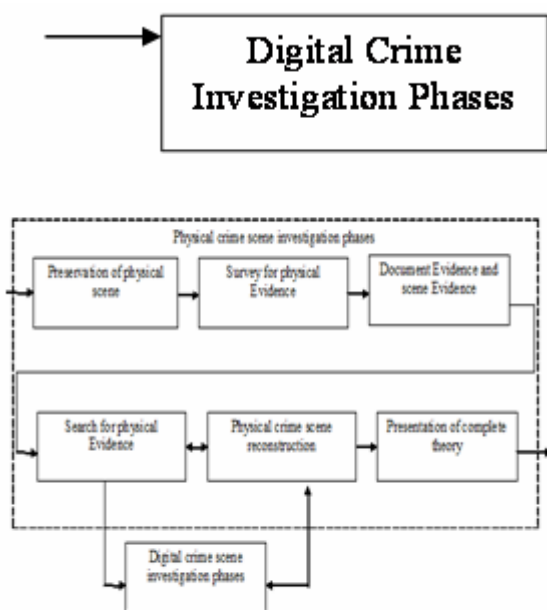 Digital Crime
Investigation Phases
Physical crime scene investigation phases
Preservation of physical
scene
Survey for physical
Evidence
Document Evidence and
scene Evidence
Search for physical
Evidence
Physical crime scene
reconstruction
Presentation of complete
theory
Digital crime scene
investigation phases